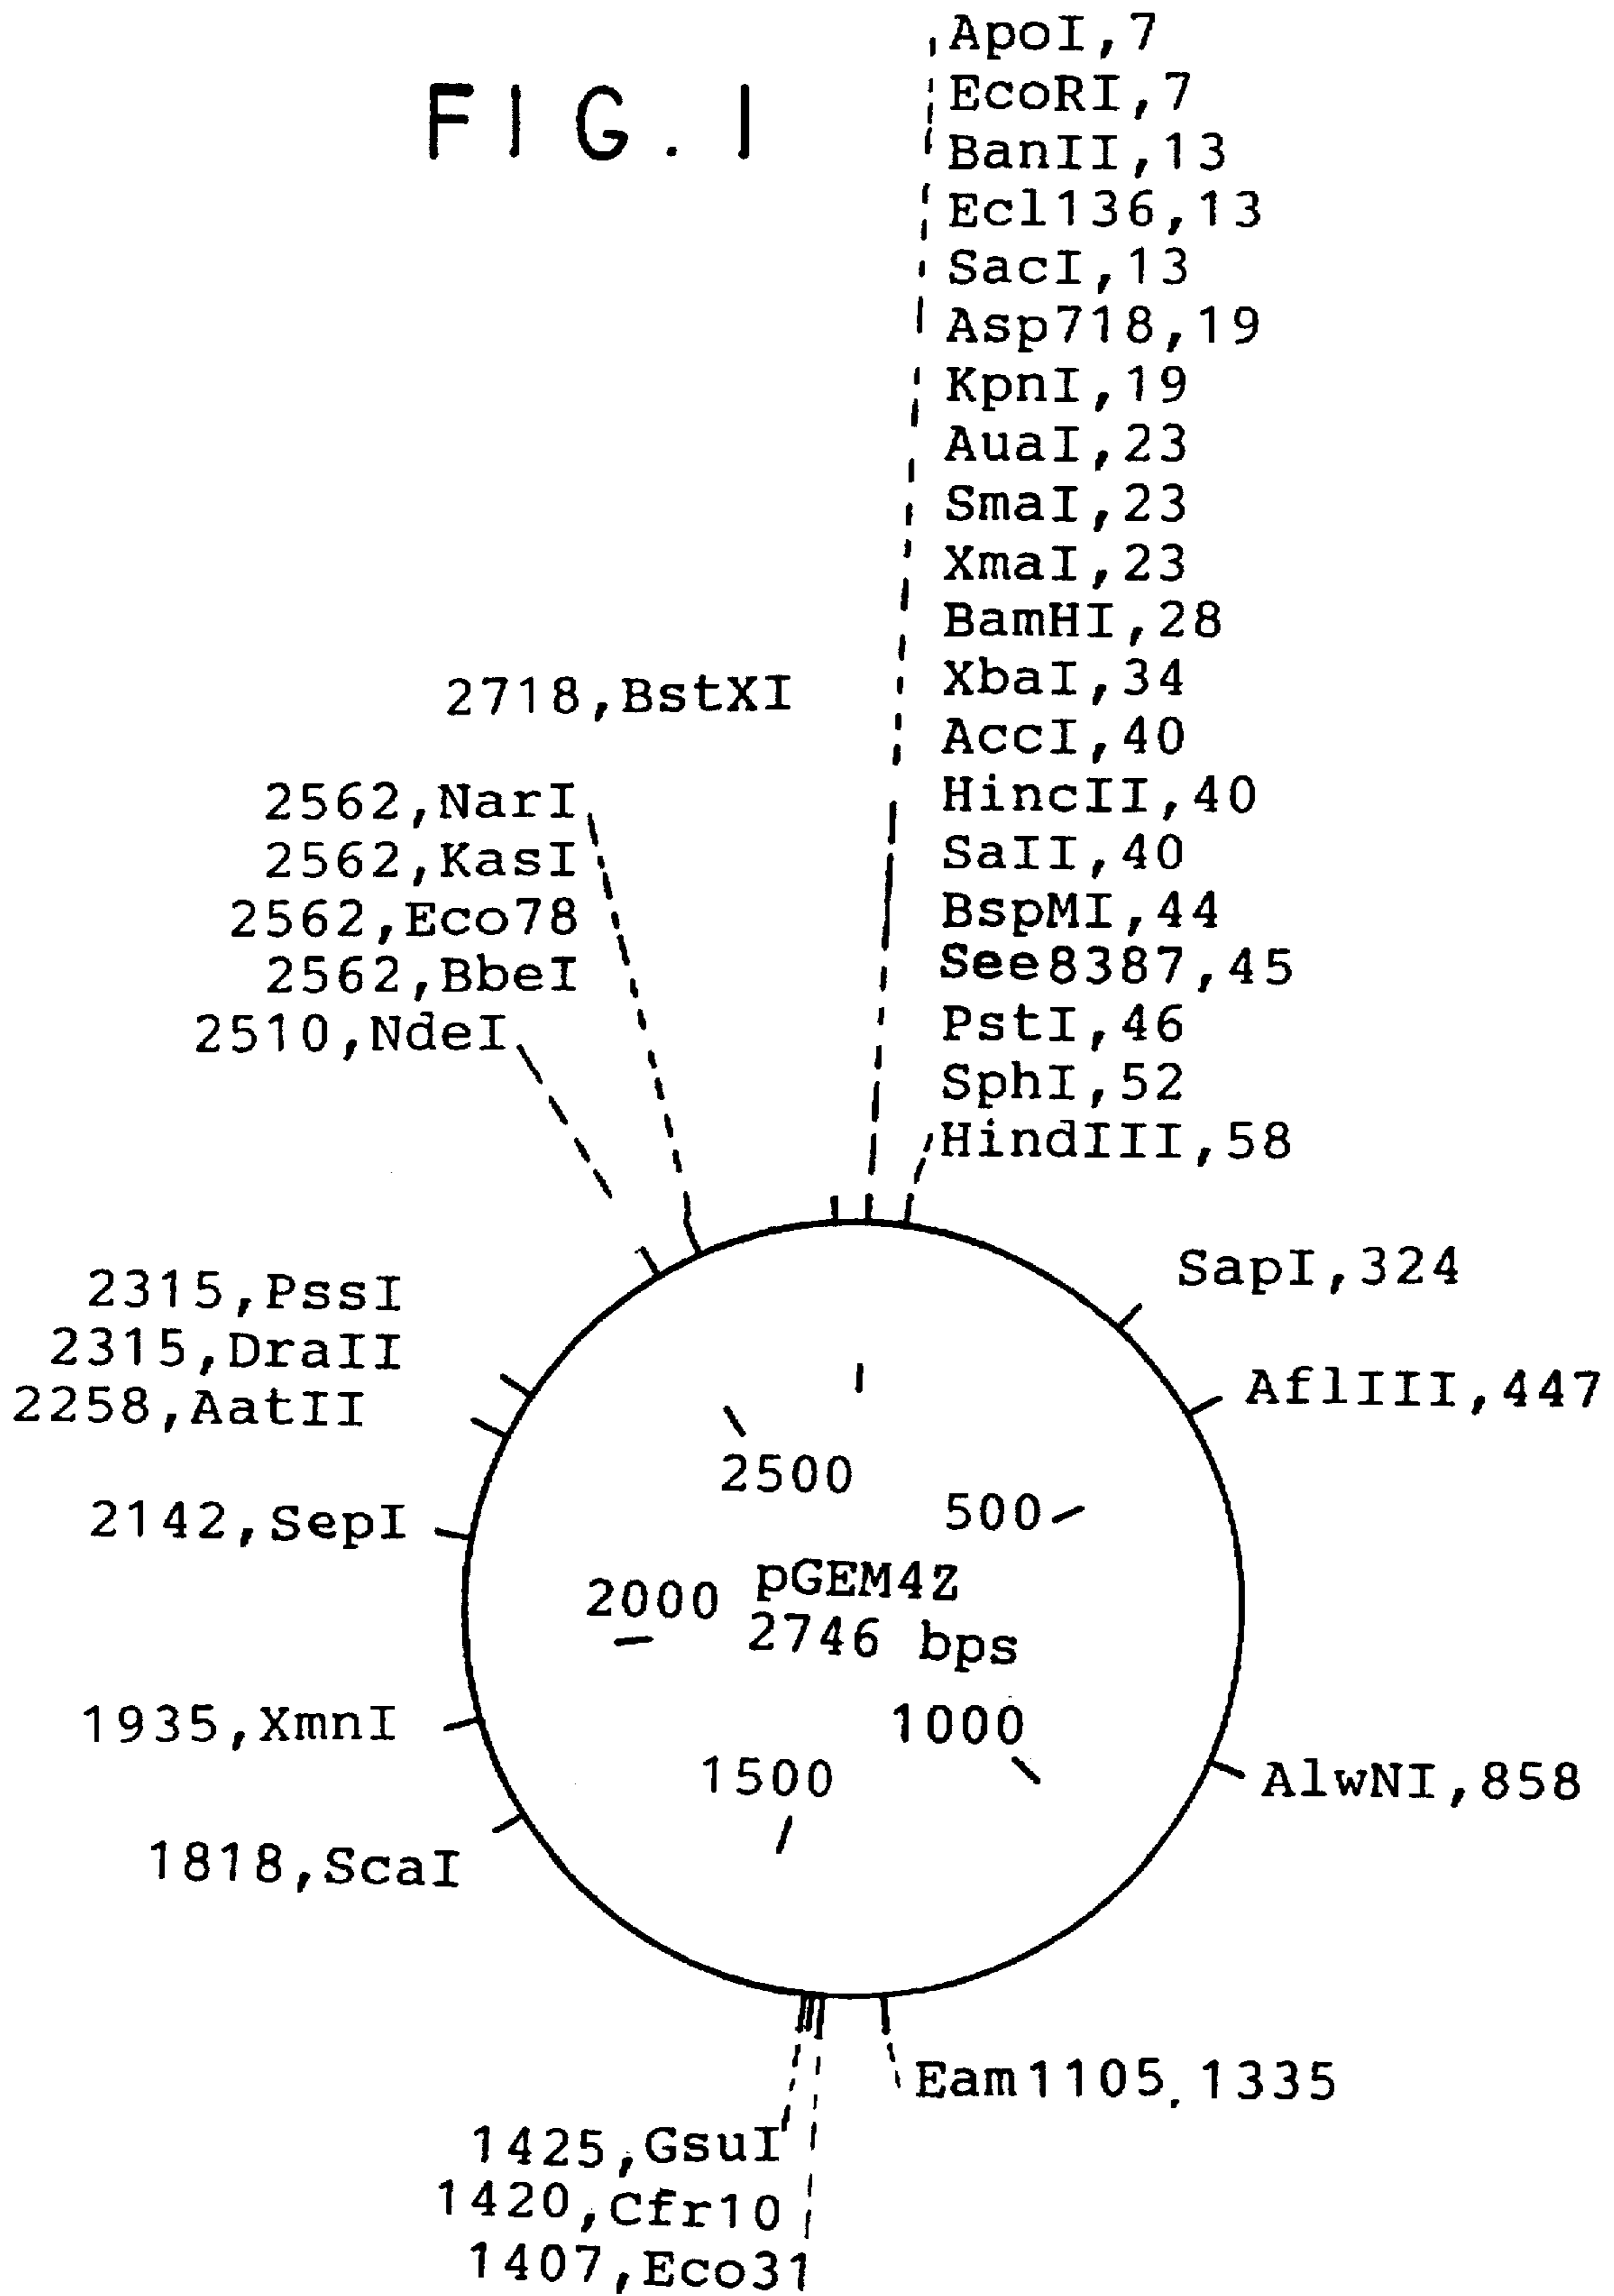 FIG. 1
ApoI,7
EcoRI,7
BanII,13
Ecl136,13
SacI,13
Asp718,19
KpnI,19
AuaI,23
SmaI,23
XmaI,23
BamHI,28
XbaI,34
AccI,40
HincII,40
SaII,40
BspMI,44
See8387,45
PstI,46
SphI,52
HindIII,58
2718,BstXI
2562,NarI
2562,KasI
2562,Eco78
2562,BbeI
2510,NdeI
SapI,324
AflIII,447
2315,PssI
2315,DraII
2258,AatII
2142,SepI
1935,XmnI
1818,ScaI
2500
500
2000
pGEM4Z
2746 bps
1000
1500
AlwNI,858
Eam1105,1335
1425,GsuI
1420,Cfr10
1407,Eco31